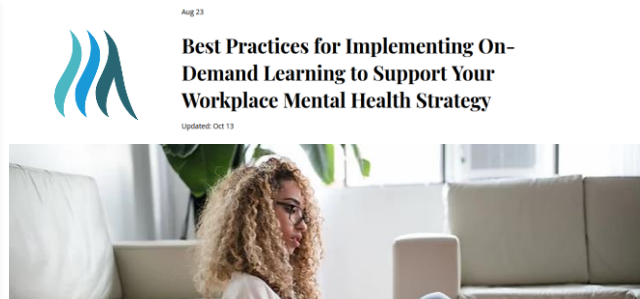 Aug 23
Best Practices for Implementing On-
Demand Learning to Support Your
Workplace Mental Health Strategy
Updated: Oct 13